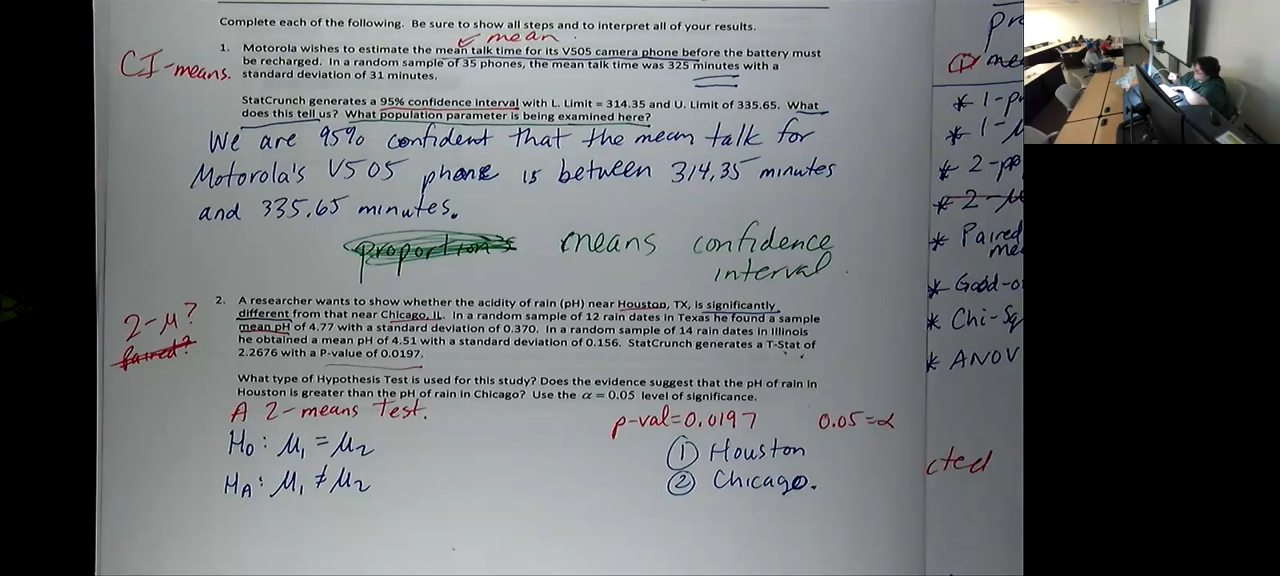 Complete each of the following. Be sure to show all steps and to interpret all of your results.
mean
1. Motorola wishes to estimate the mean talk time for its V505 camera phone before the battery must
be recharged. In a random sample of 35 phones, the mean talk time was 325 minutes with a
standard deviation of 31 minutes.
CI-means.
StatCrunch generates a 95% confidence interval with L. Limit = 314.35 and U. Limit of 335.65. What
does this tell us? What population parameter is being examined here?
We are 95% confident that the mean talk for
Motorola's V505 phone is between 314.35 minutes
and 335.65 minutes.
proportion's means confidence
interval
2. A researcher wants to show whether the acidity of rain (pH) near Houston, TX, is significantly
different from that near Chicago, IL. In a random sample of 12 rain dates in Texas he found a sample
mean pH of 4.77 with a standard deviation of 0.370. In a random sample of 14 rain dates in Illinois
he obtained a mean pH of 4.51 with a standard deviation of 0.156. StatCrunch generates a T-Stat of
2.2676 with a P-value of 0.0197.
2-μ?
Paired?
What type of Hypothesis Test is used for this study? Does the evidence suggest that the pH of rain in
Houston is greater than the pH of rain in Chicago? Use the α = 0.05 level of significance.
A 2-means Test.
p-val=0.0197 0.05=α
H₀: μ₁ = μ₂
① Houston
H_A: μ₁ ≠ μ₂
② Chicago.
* 2-μ
* Paired
* Chi-Sq
* ANOV
cted